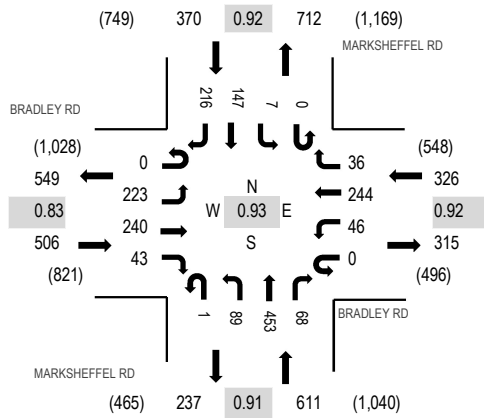 (749) 370 0.92 712 (1,169)
MARKSHEFFEL RD
BRADLEY RD
216 147 7 0
(1,028) (548)
0 36
549 326
223 244
N
0.83 W 0.93 E 0.92
240 46
S
506 315
43 0
(821) (496)
1 89 453 68
BRADLEY RD
MARKSHEFFEL RD
(465) 237 0.91 611 (1,040)